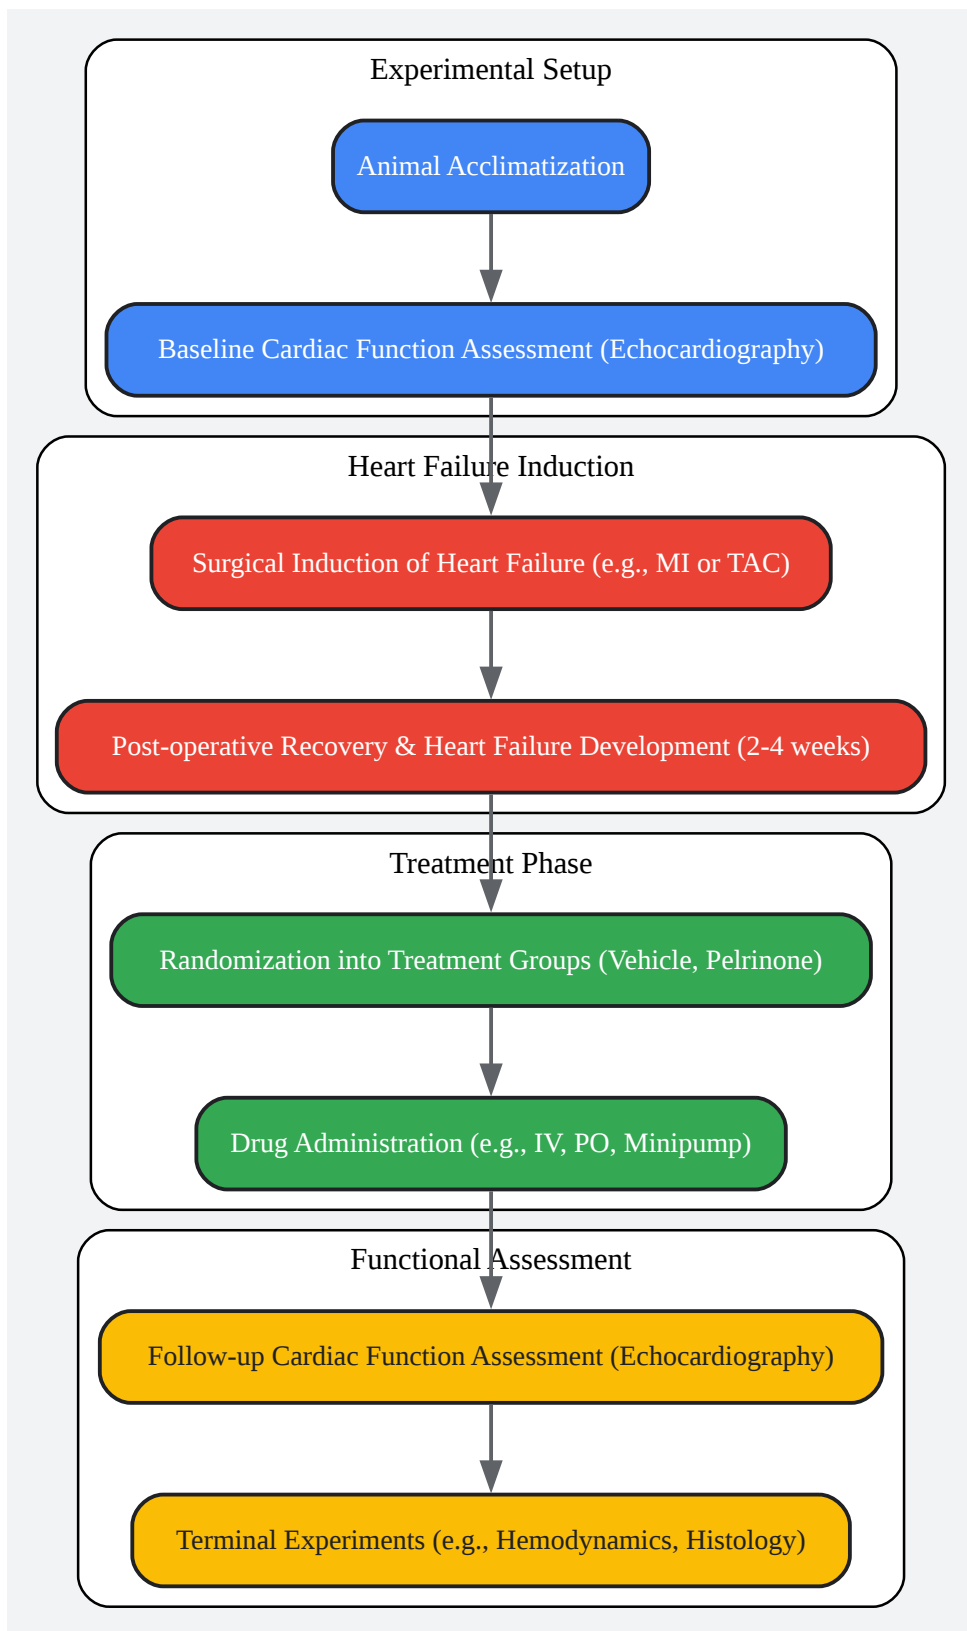 Experimental Setup
Animal Acclimatization
Baseline Cardiac Function Assessment (Echocardiography)
Heart Failure Induction
Surgical Induction of Heart Failure (e.g., MI or TAC)
Post-operative Recovery & Heart Failure Development (2-4 weeks)
Treatment Phase
Randomization into Treatment Groups (Vehicle, Pelrinone)
Drug Administration (e.g., IV, PO, Minipump)
Functional Assessment
Follow-up Cardiac Function Assessment (Echocardiography)
Terminal Experiments (e.g., Hemodynamics, Histology)